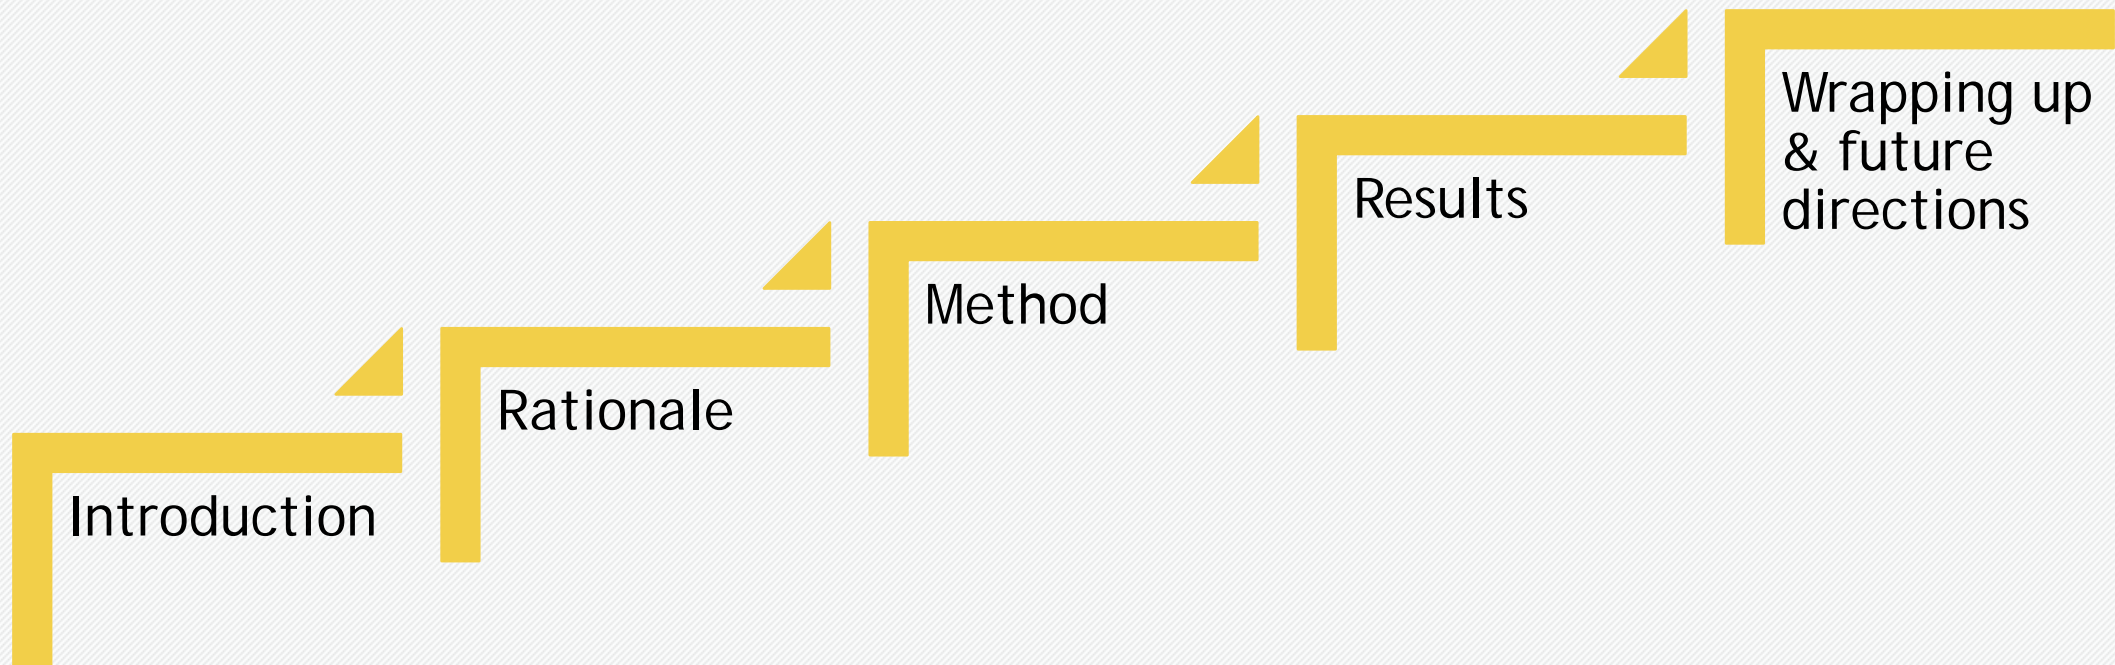 Introduction
Rationale
Method
Results
Wrapping up
& future
directions